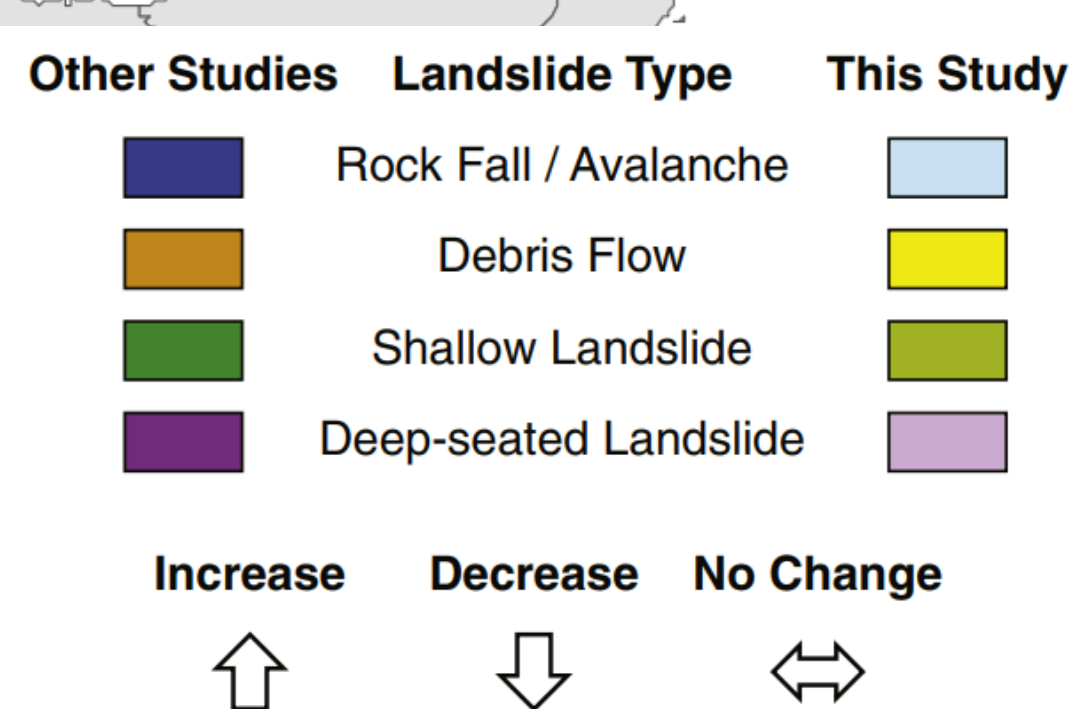 Other Studies Landslide Type This Study
Rock Fall / Avalanche
Debris Flow
Shallow Landslide
Deep-seated Landslide
Increase Decrease No Change